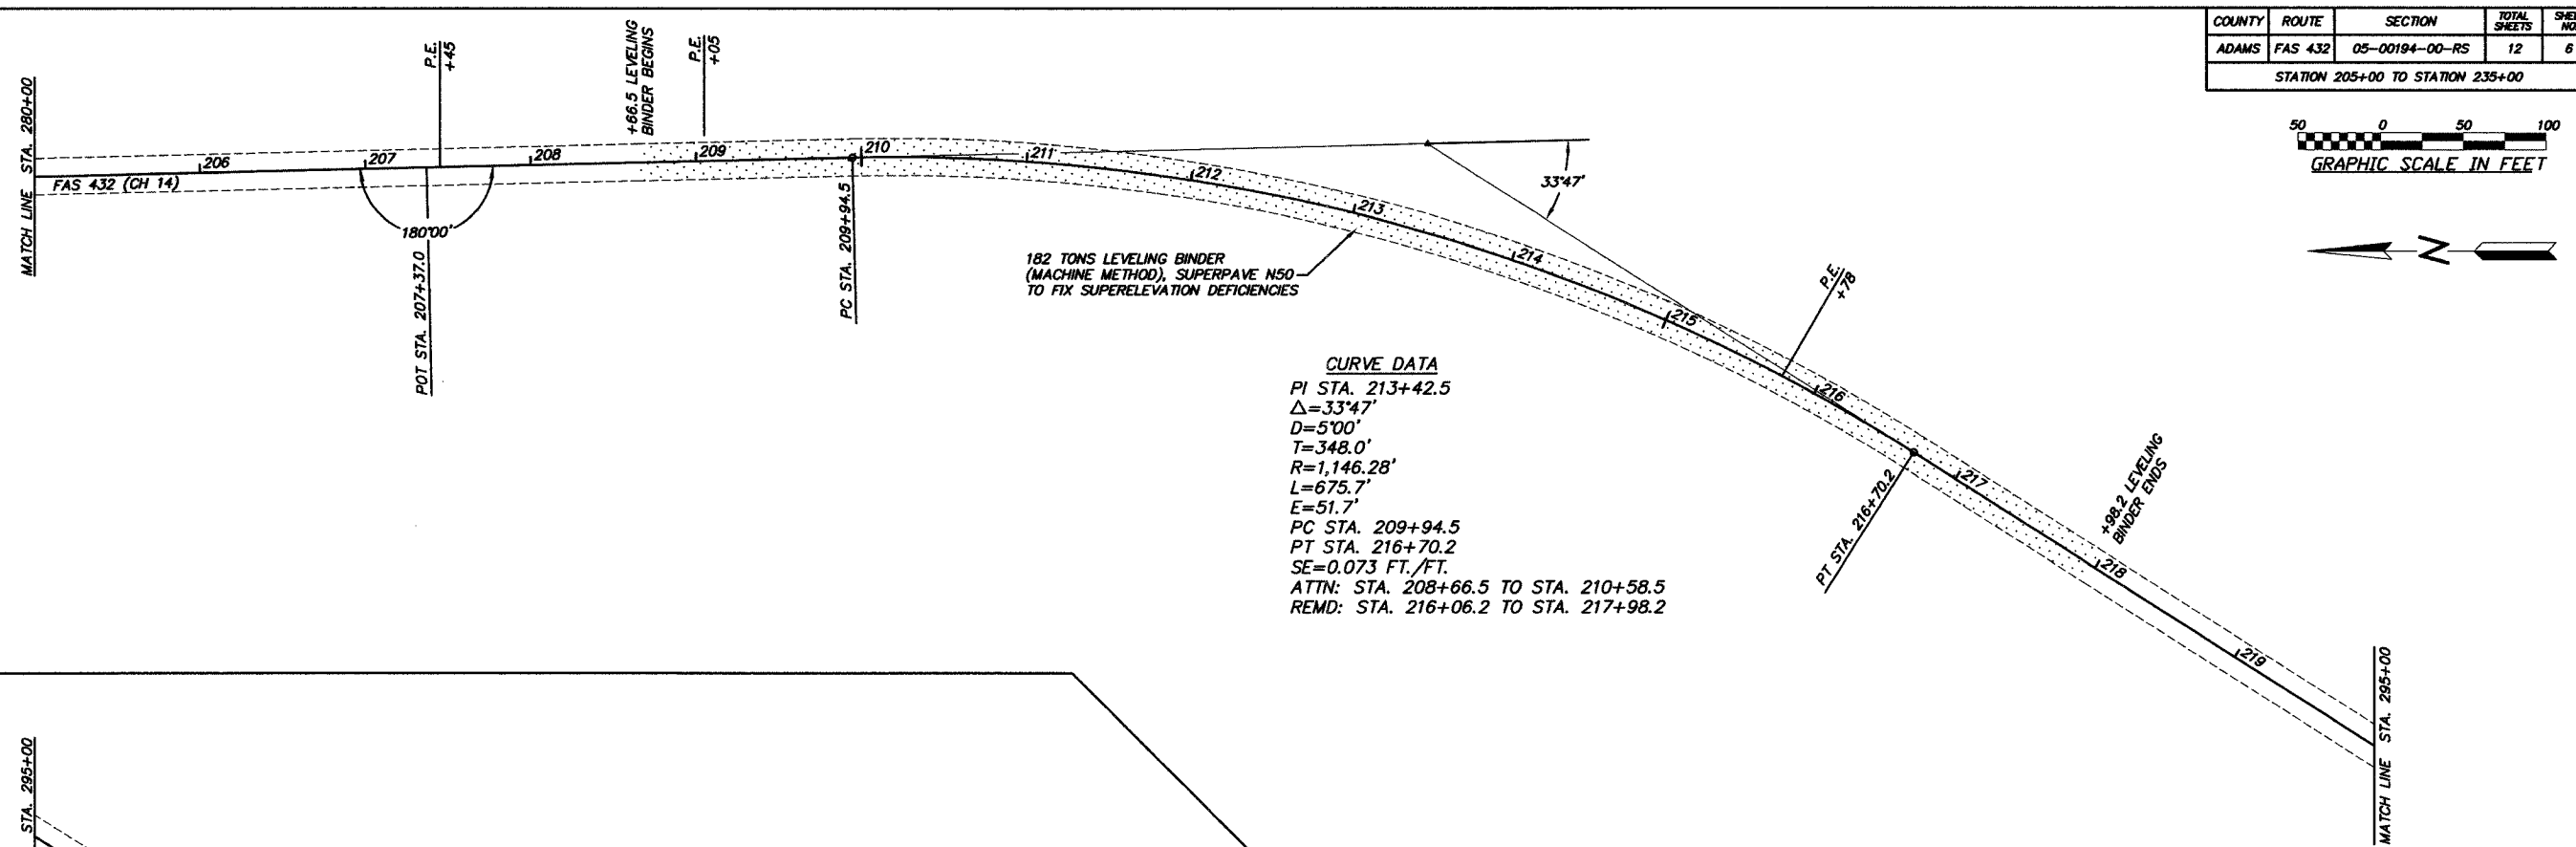 COUNTY ROUTE SECTION TOTAL SHEETS
ADAMS FAS 432 05-00194-00-RS 12 6
STATION 205+00 TO STATION 235+00
50 0 50 100
GRAPHIC SCALE IN FEET
N
MATCH LINE STA. 280+00
FAS 432 (CH 14)
206
207
208
209
210
211
212
213
214
215
216
217
218
219
P.E.
+45
+66.5 LEVELING
BINDER BEGINS
P.E.
+05
180°00'
POT STA. 207+37.0
PC STA. 209+94.5
33°47'
182 TONS LEVELING BINDER
(MACHINE METHOD), SUPERPAVE N50
TO FIX SUPERELEVATION DEFICIENCIES
P.E.
+78
CURVE DATA
PI STA. 213+42.5
Δ=33°47'
D=5°00'
T=348.0'
R=1,146.28'
L=675.7'
E=51.7'
PC STA. 209+94.5
PT STA. 216+70.2
SE=0.073 FT./FT.
ATTN: STA. 208+66.5 TO STA. 210+58.5
REMD: STA. 216+06.2 TO STA. 217+98.2
PT STA. 216+70.2
+98.2 LEVELING
BINDER ENDS
MATCH LINE STA. 295+00
STA. 295+00